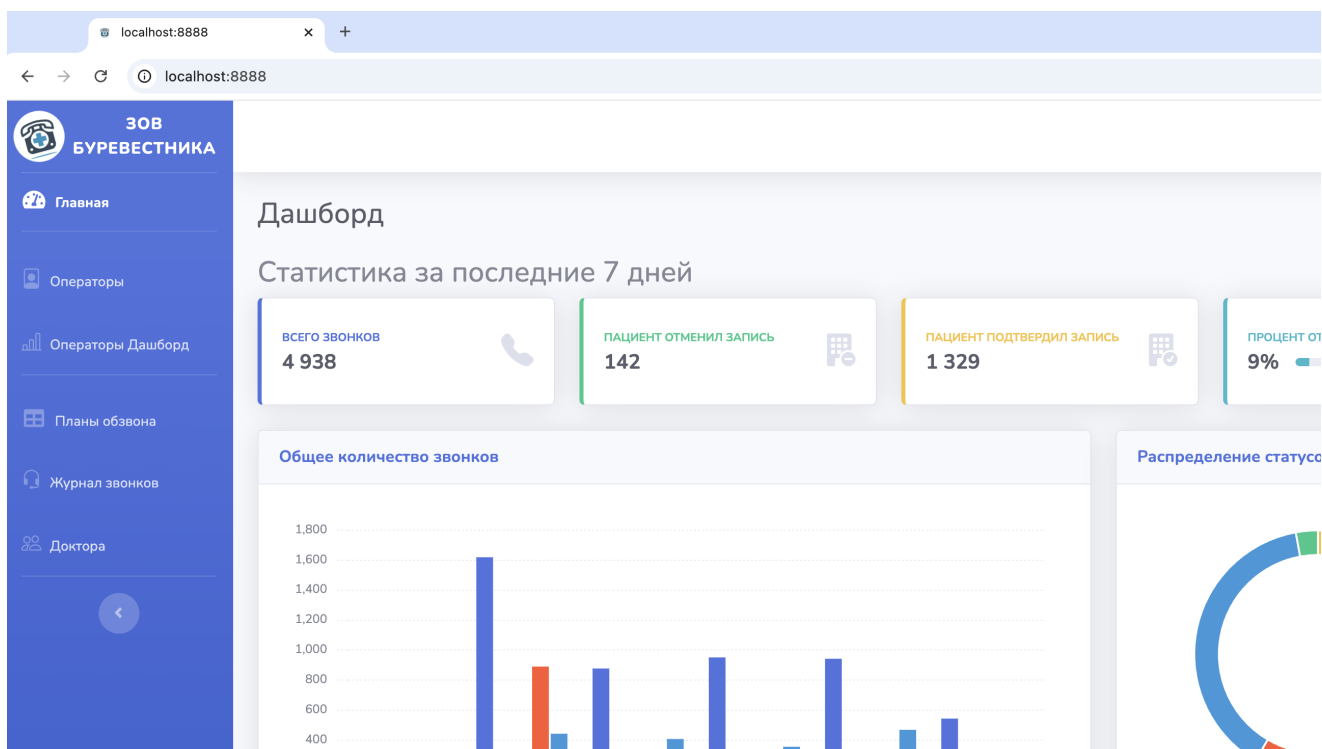 localhost:8888
localhost:8888
ЗОВ
БУРЕВЕСТНИКА
Главная
Операторы
Операторы Дашборд
Планы обзвона
Журнал звонков
Доктора
Дашборд
Статистика за последние 7 дней
ВСЕГО ЗВОНКОВ
4 938
ПАЦИЕНТ ОТМЕНИЛ ЗАПИСЬ
142
ПАЦИЕНТ ПОДТВЕРДИЛ ЗАПИСЬ
1 329
ПРОЦЕНТ ОТ
9%
Общее количество звонков
1,800
1,600
1,400
1,200
1,000
800
600
400
Распределение статусо